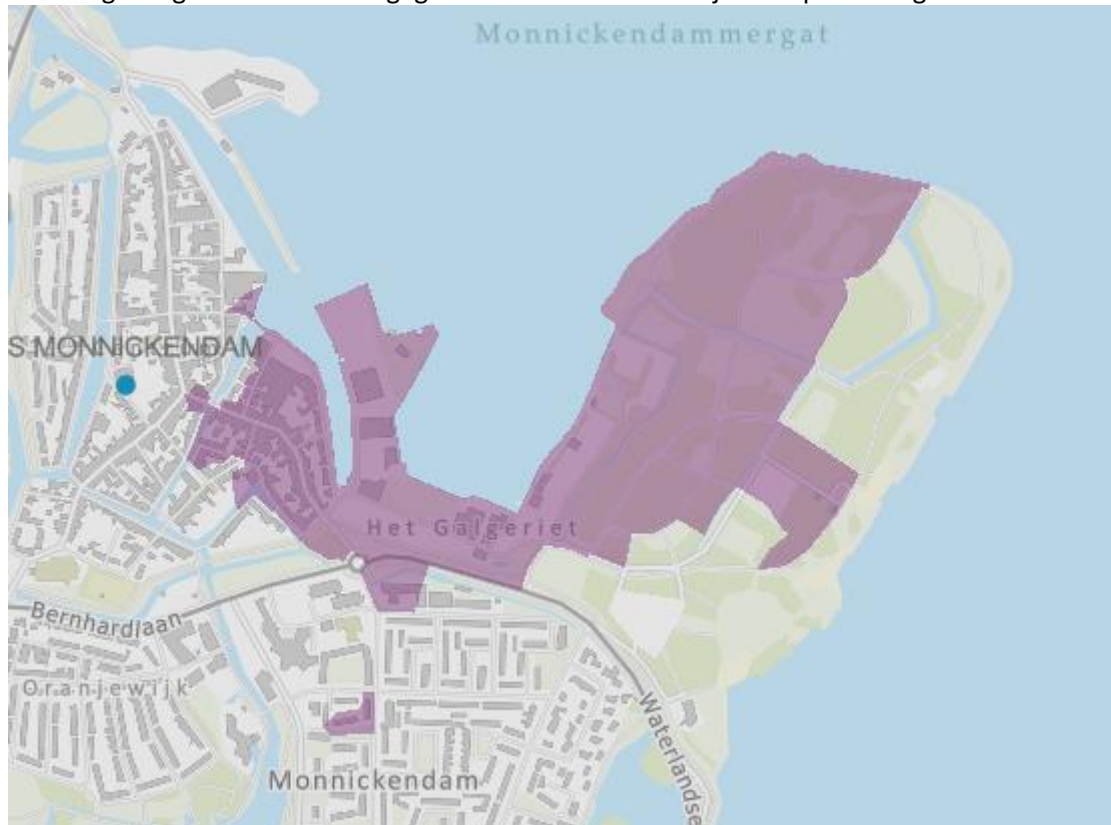 Monnickendammergat
S MONNICKENDAM
Het Galgeriet
Bernhardlaan
Oranjewijk
Waterlandse
Monnickendam